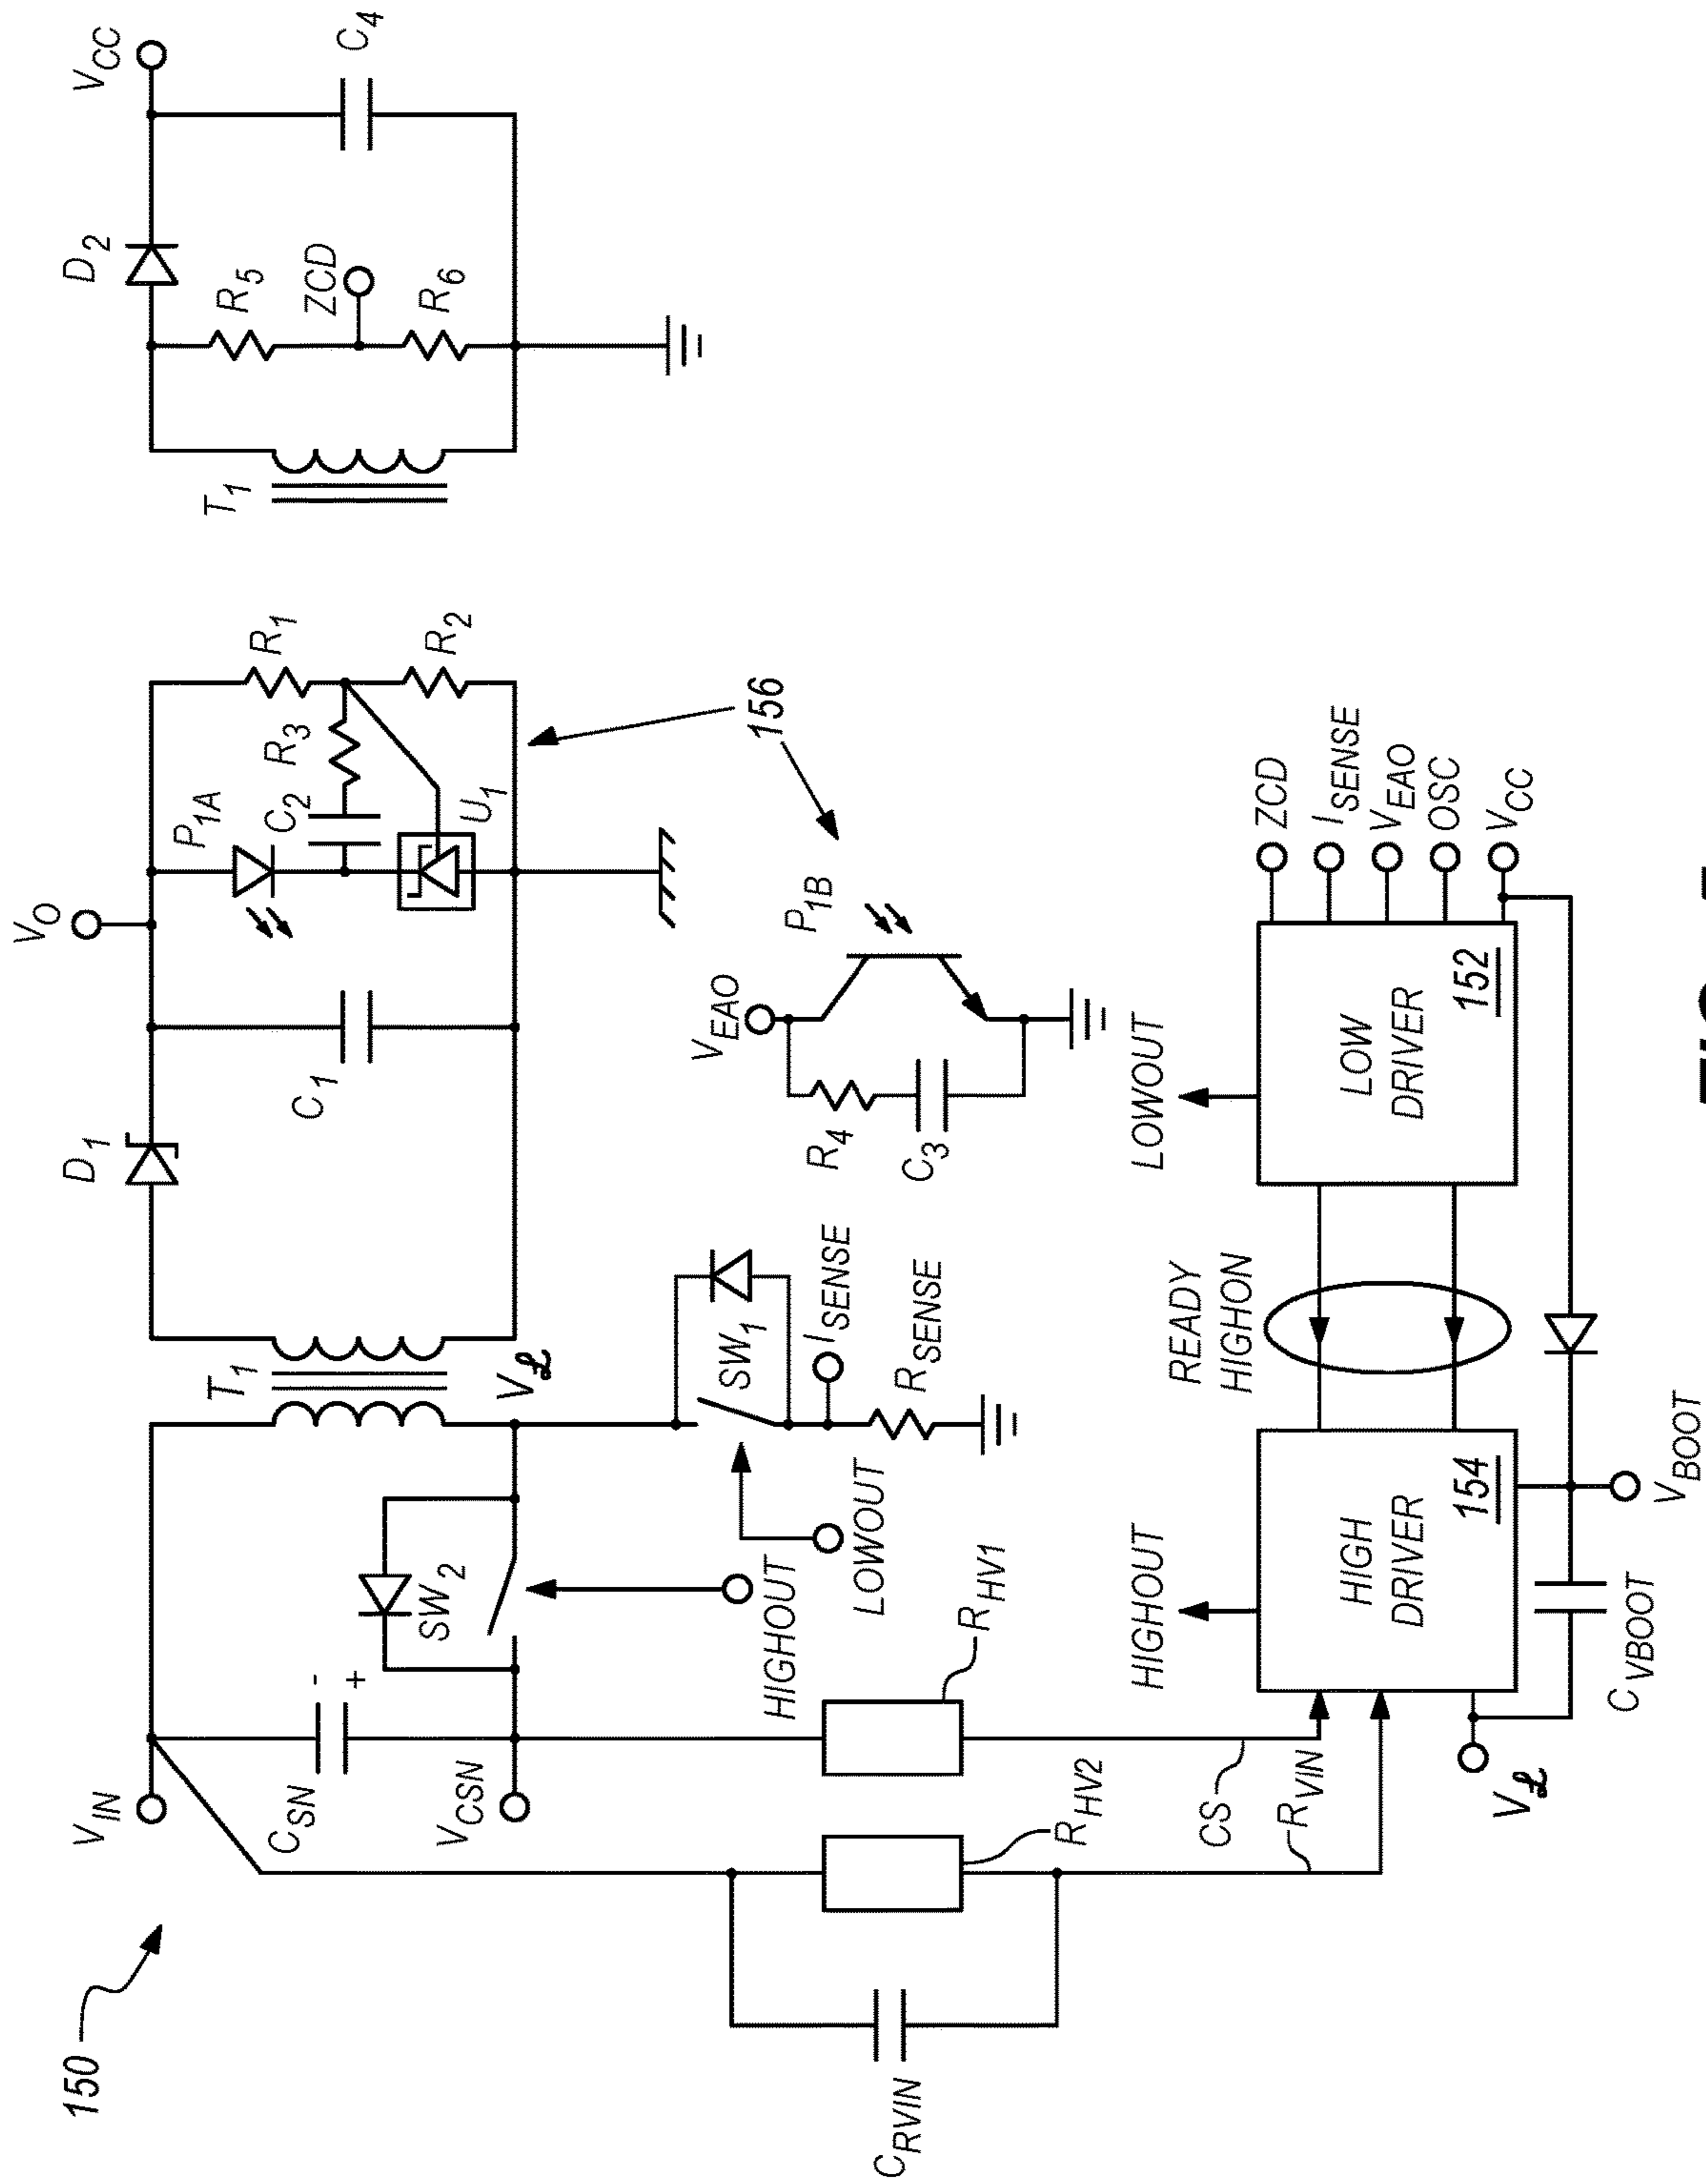 150
V_IN
C_SN
- +
V_CSN
SW_2
HIGHOUT
T_1
V_ℒ
SW_1
LOWOUT
I_SENSE
R_SENSE
D_1
C_1
V_O
P_1A
C_2
R_3
U_1
R_1
R_2
156
T_1
D_2
R_5
ZCD
R_6
V_CC
C_4
V_EAO
P_1B
R_4
C_3
C_RVIN
R_HV2
R_HV1
CS
R_VIN
HIGHOUT
HIGH
DRIVER
154
V_ℒ
C_VBOOT
V_BOOT
READY
HIGHON
LOWOUT
LOW
DRIVER
152
ZCD
I_SENSE
V_EAO
OSC
V_CC